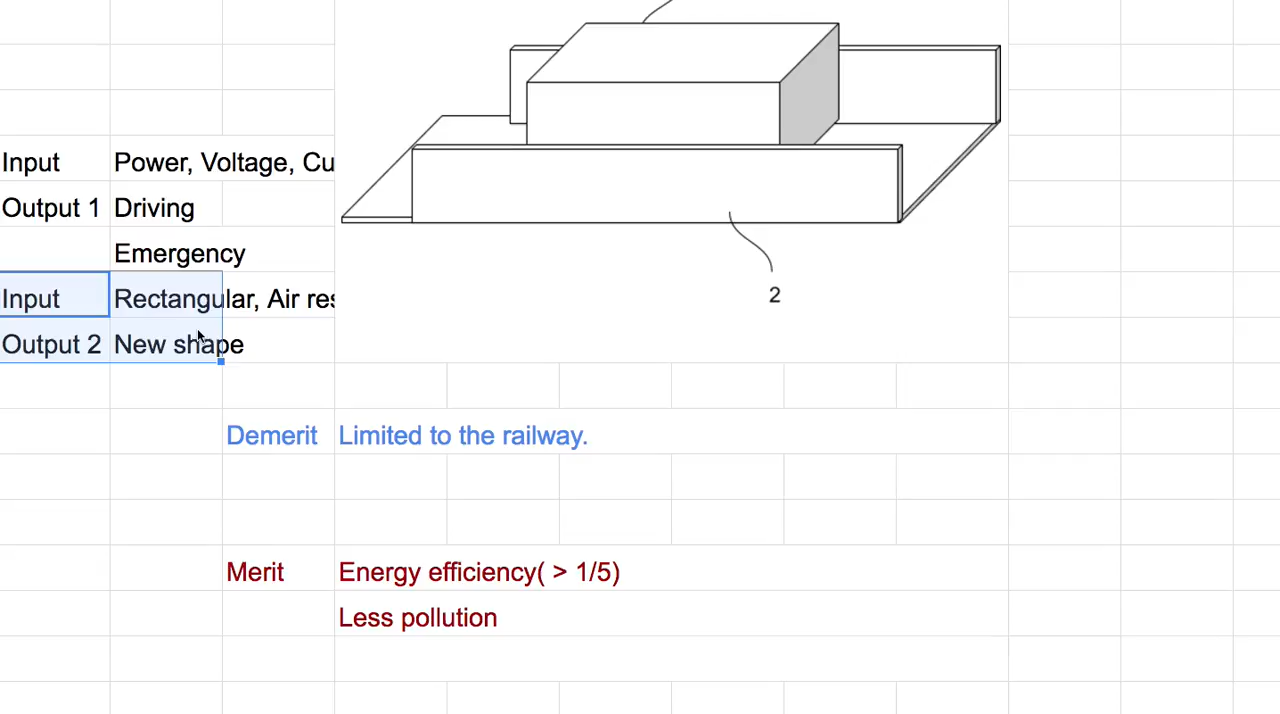 Input Power, Voltage, Cu
Output 1 Driving
Emergency
Input Rectangular, Air res
Output 2 New shape
2
Demerit Limited to the railway.
Merit Energy efficiency( > 1/5)
Less pollution